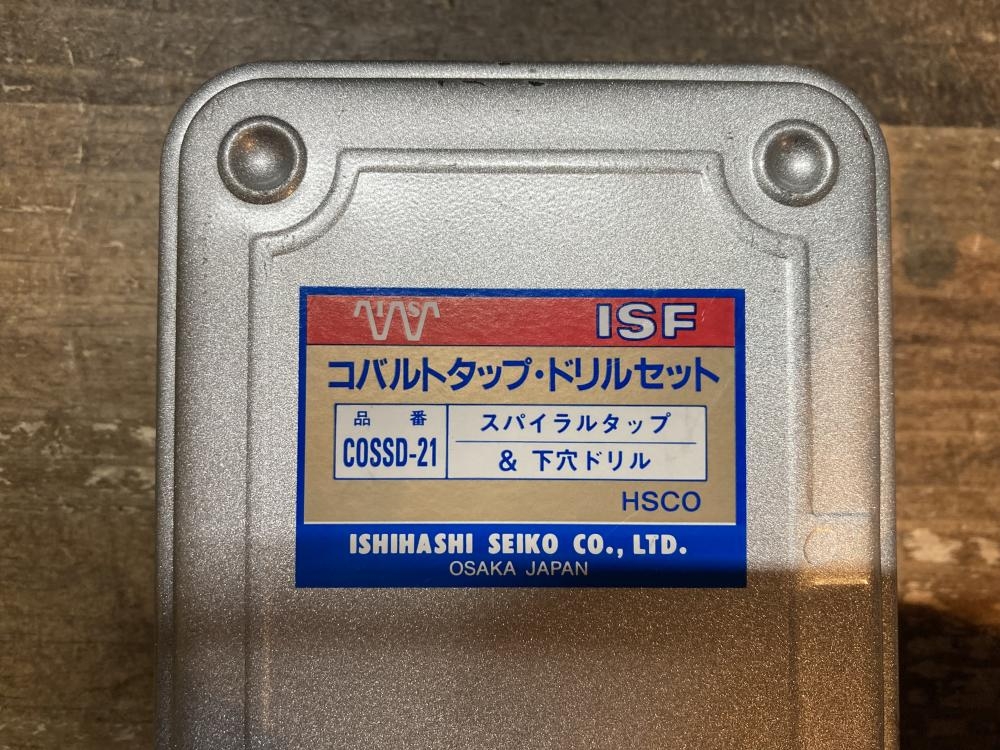 IS
ISF
コバルトタップ・ドリルセット
品番
COSSD-21
スパイラルタップ
& 下穴ドリル
HSCO
ISHIHASHI SEIKO CO., LTD.
OSAKA JAPAN